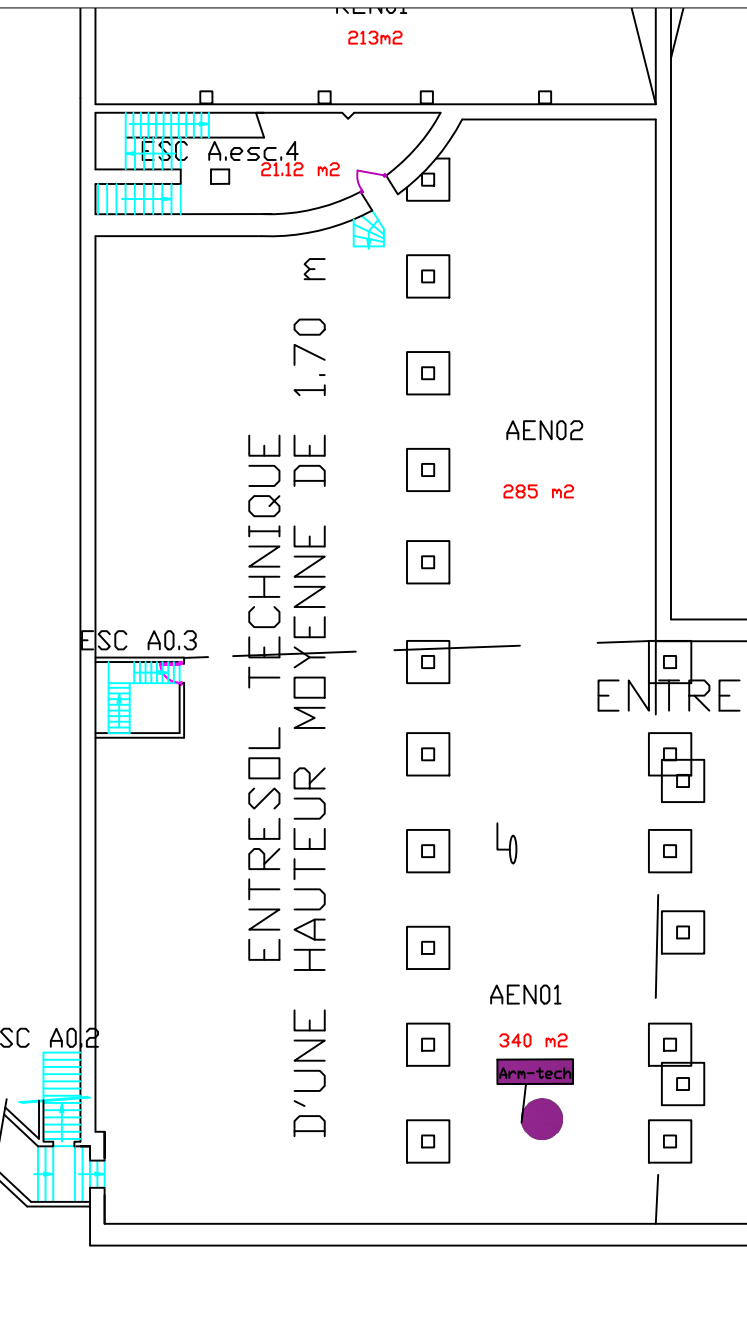 213m2
ESC A.esc.4
21.12 m2
AEN02
285 m2
ENTRESOL TECHNIQUE
D'UNE HAUTEUR MOYENNE DE 1.70 m
ESC A0.3
ENTRE
AEN01
340 m2
SC A0.2
Arm-tech